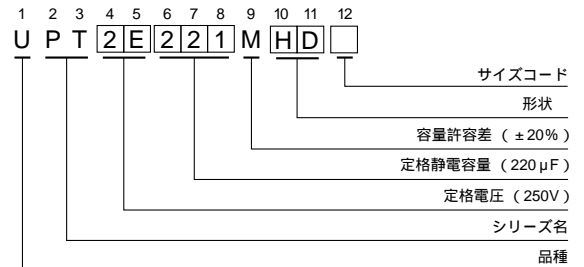 1 2 3 4 5 6 7 8 9 10 11 12
U P T 2 E 2 2 1 M H D
サイズコード
形状
容量許容差 (±20%)
定格静電容量 (220µF)
定格電圧 (250V)
シリーズ名
品種